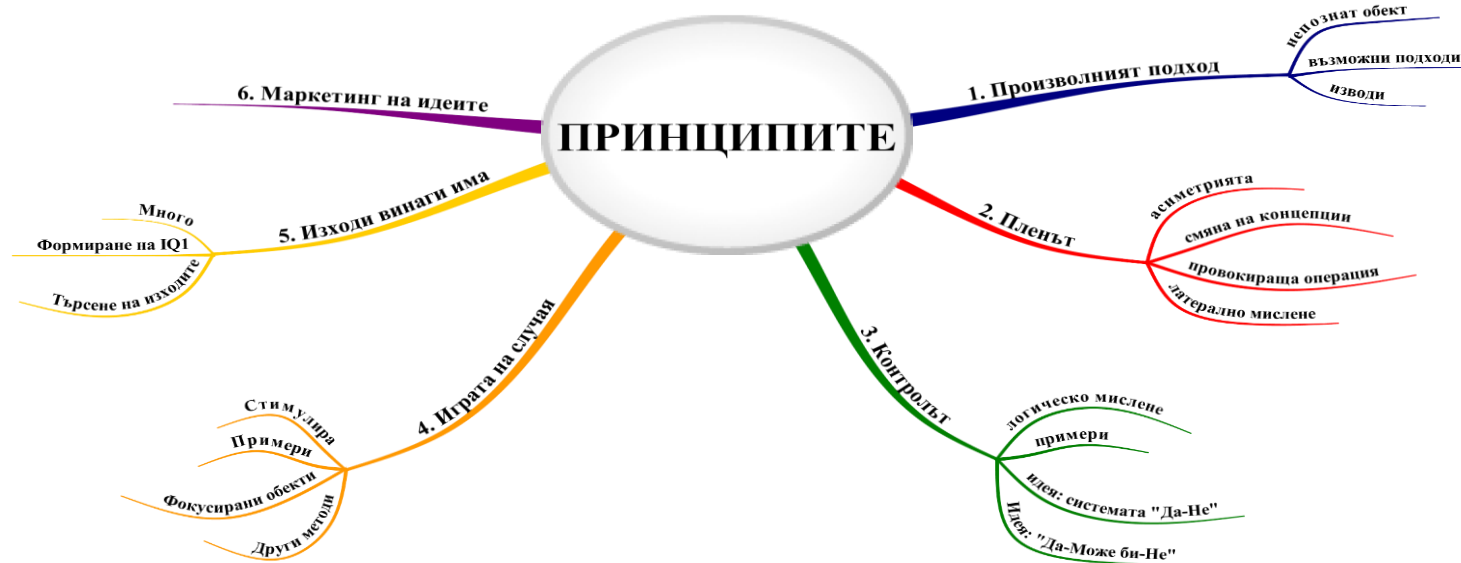 ПРИНЦИПИТЕ
1. Произволният подход
непознат обект
възможни подходи
изводи
2. Пленът
асиметрията
смяна на концепции
провокираща операция
латерално мислене
3. Контролът
логическо мислене
примери
идея: системата "Да-Не"
Идея: "Да-Може би-Не"
4. Играта на случая
Стимулира
Примери
Фокусирани обекти
Други методи
5. Изходи винаги има
Много
Формиране на IQ1
Търсене на изходите
6. Маркетинг на идеите